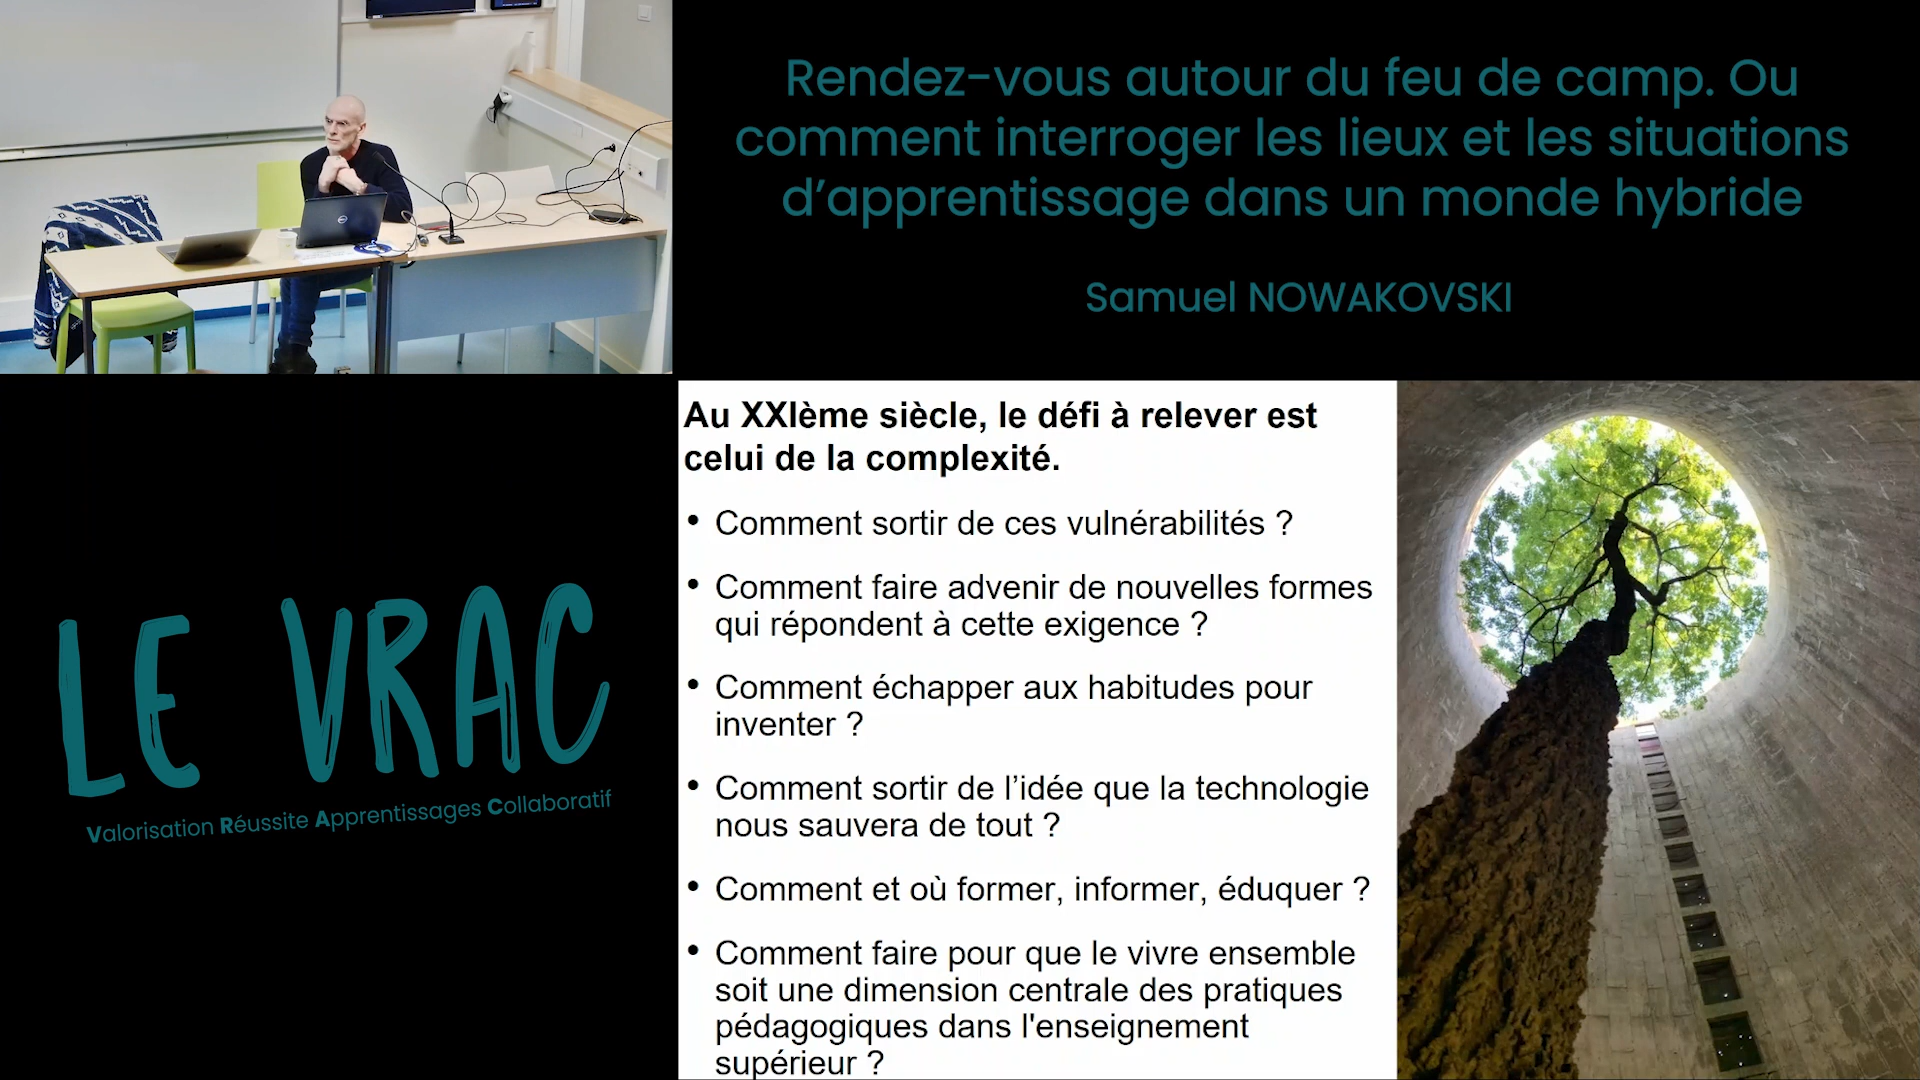 Rendez-vous autour du feu de camp. Ou
comment interroger les lieux et les situations
d’apprentissage dans un monde hybride
Samuel NOWAKOVSKI
LE VRAC
Valorisation Réussite Apprentissages Collaboratif
Au XXIème siècle, le défi à relever est
celui de la complexité.
• Comment sortir de ces vulnérabilités ?
• Comment faire advenir de nouvelles formes
qui répondent à cette exigence ?
• Comment échapper aux habitudes pour
inventer ?
• Comment sortir de l’idée que la technologie
nous sauvera de tout ?
• Comment et où former, informer, éduquer ?
• Comment faire pour que le vivre ensemble
soit une dimension centrale des pratiques
pédagogiques dans l'enseignement
supérieur ?